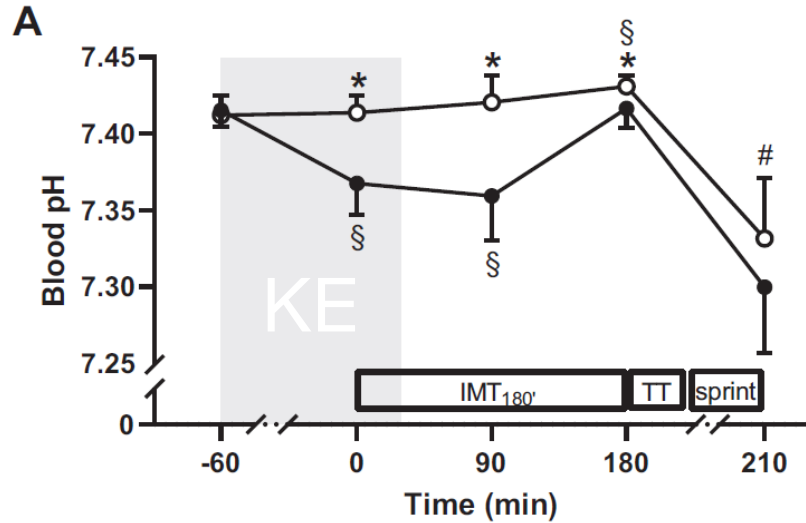 A
Blood pH
7.45
7.40
7.35
7.30
7.25
0
§
* * *
#
§ §
KE
IMT180'
TT
sprint
-60 0 90 180 210
Time (min)